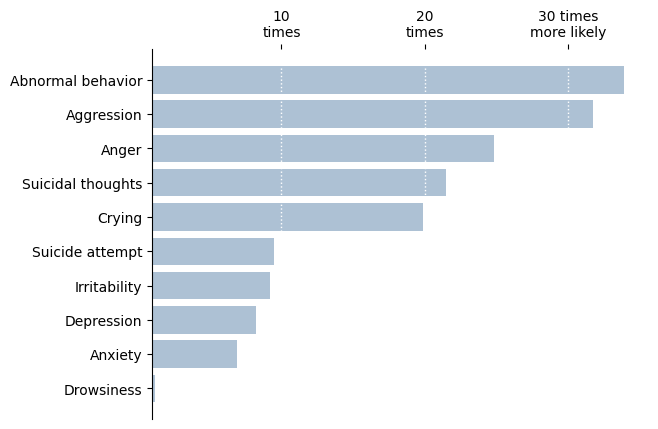 10
times
20
times
30 times
more likely
Abnormal behavior
Aggression
Anger
Suicidal thoughts
Crying
Suicide attempt
Irritability
Depression
Anxiety
Drowsiness